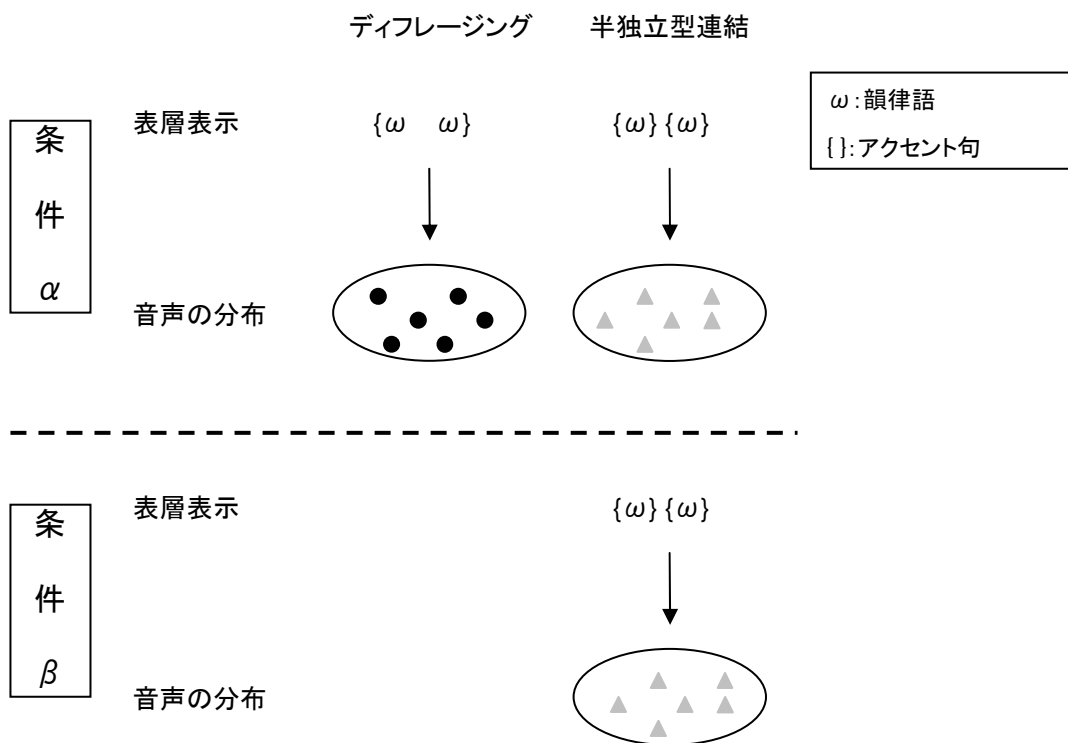 ディフレージング 半独立型連結
表層表示 {ω ω} {ω} {ω}
ω:韻律語
{ }:アクセント句
条件α
音声の分布
表層表示 {ω} {ω}
条件β
音声の分布